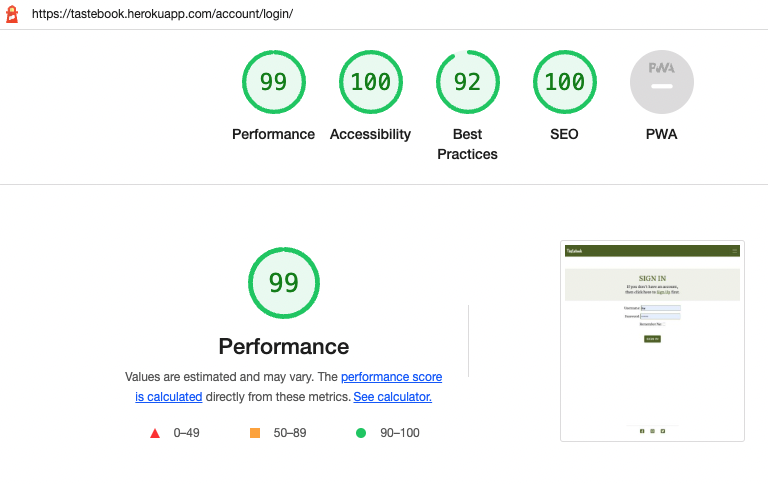 https://tastebook.herokuapp.com/account/login/
99
100
92
100
PWA
Performance
Accessibility
Best
Practices
SEO
PWA
99
Performance
Values are estimated and may vary. The performance score
is calculated directly from these metrics. See calculator.
0–49
50–89
90–100
Tastebook
SIGN IN
If you don't have an account,
then click here to Sign Up first.
Username
Password
Remember Me
SIGN IN